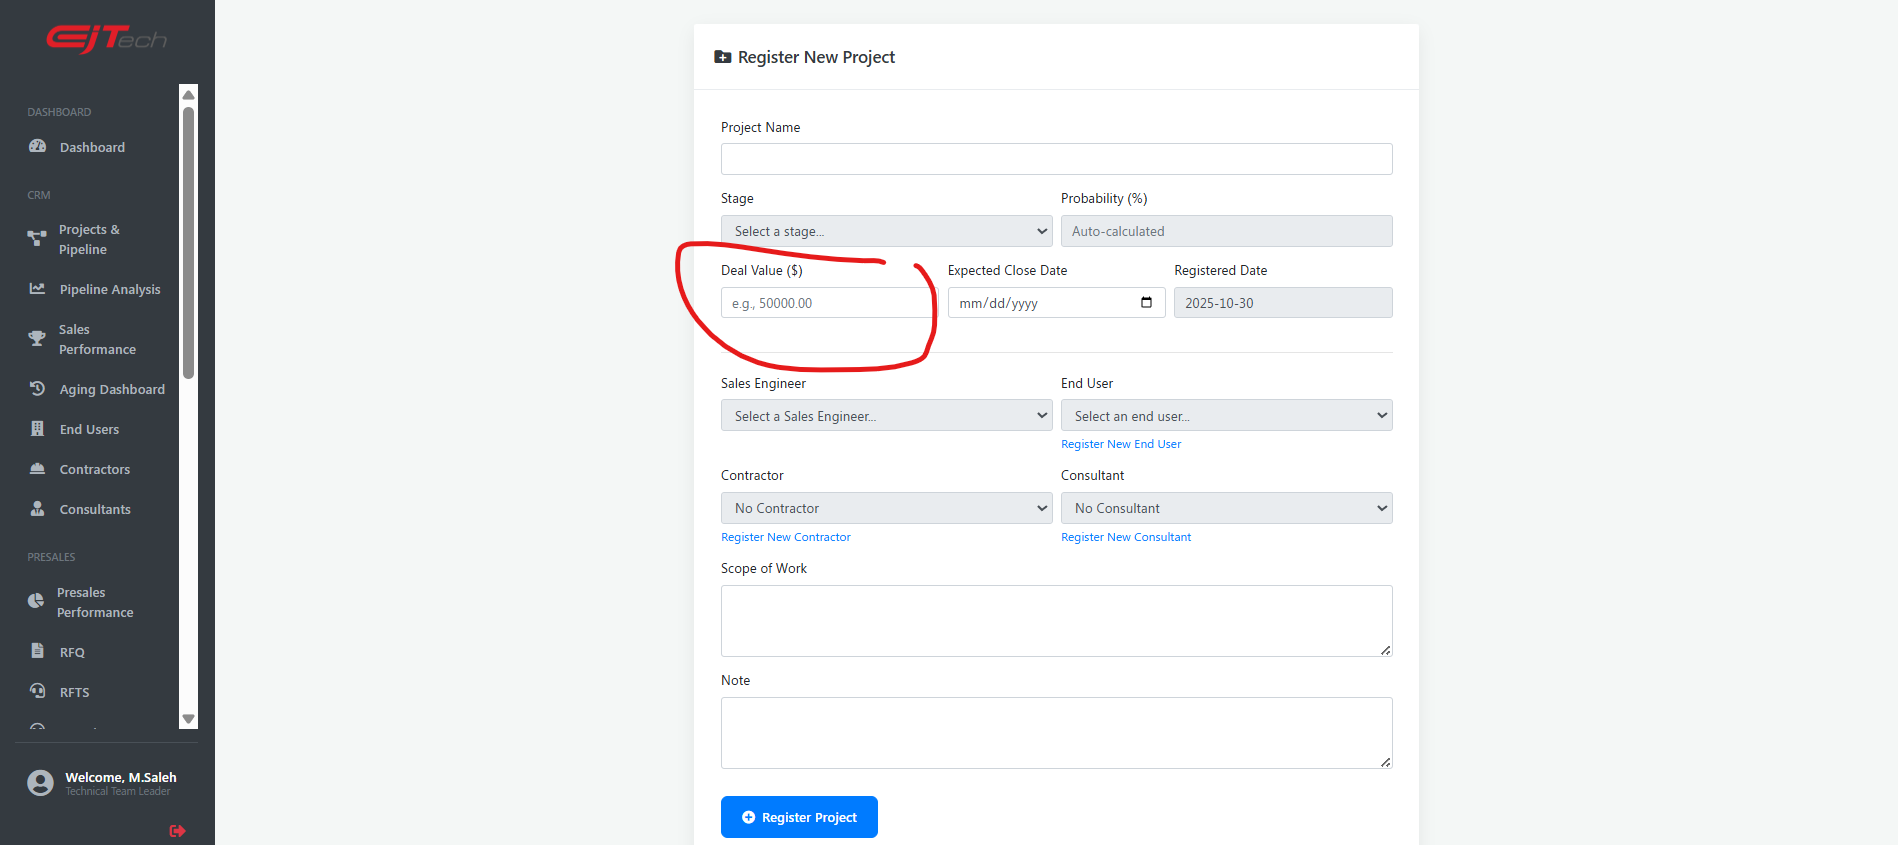 EJTech
DASHBOARD
Dashboard
CRM
Projects &
Pipeline
Pipeline Analysis
Sales
Performance
Aging Dashboard
End Users
Contractors
Consultants
PRESALES
Presales
Performance
RFQ
RFTS
Welcome, M.Saleh
Technical Team Leader
Register New Project
Project Name
Stage Probability (%)
Select a stage... Auto-calculated
Deal Value ($) Expected Close Date Registered Date
e.g., 50000.00 mm/dd/yyyy 2025-10-30
Sales Engineer End User
Select a Sales Engineer... Select an end user...
Register New End User
Contractor Consultant
No Contractor No Consultant
Register New Contractor Register New Consultant
Scope of Work
Note
Register Project